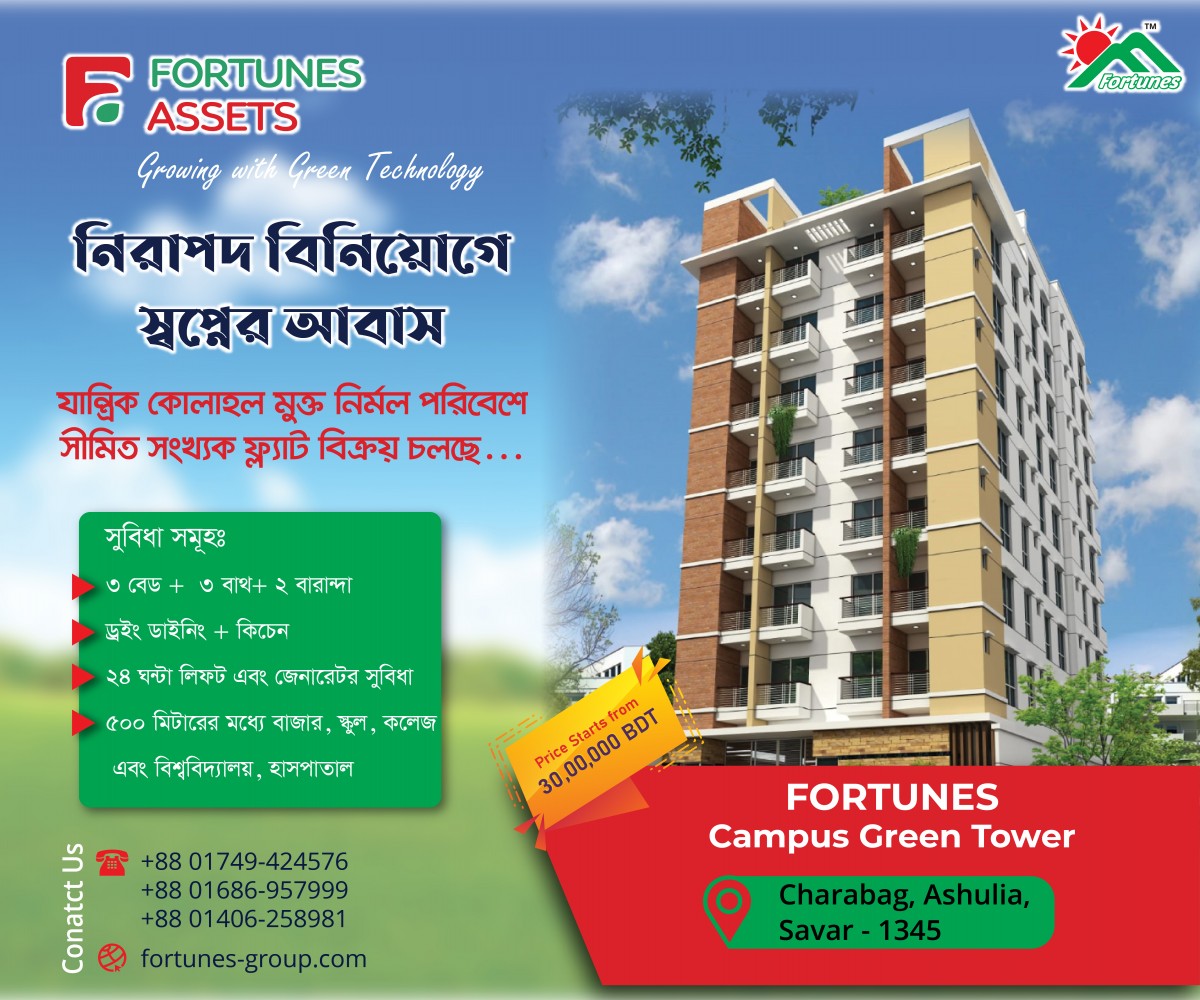 FORTUNES
ASSETS
Growing with Green Technology
TM
Fortunes
নিরাপদ বিনিয়োগে
স্বপ্নের আবাস
যান্ত্রিক কোলাহল মুক্ত নির্মল পরিবেশে
সীমিত সংখ্যক ফ্ল্যাট বিক্রয় চলছে...
সুবিধা সমূহঃ
৩ বেড + ৩ বাথ+ ২ বারান্দা
ড্রইং ডাইনিং + কিচেন
২৪ ঘন্টা লিফট এবং জেনারেটর সুবিধা
৫০০ মিটারের মধ্যে বাজার, স্কুল, কলেজ
এবং বিশ্ববিদ্যালয়, হাসপাতাল
Price Starts from
30,00,000 BDT
FORTUNES
Campus Green Tower
Charabag, Ashulia,
Savar - 1345
Conatct Us
+88 01749-424576
+88 01686-957999
+88 01406-258981
fortunes-group.com